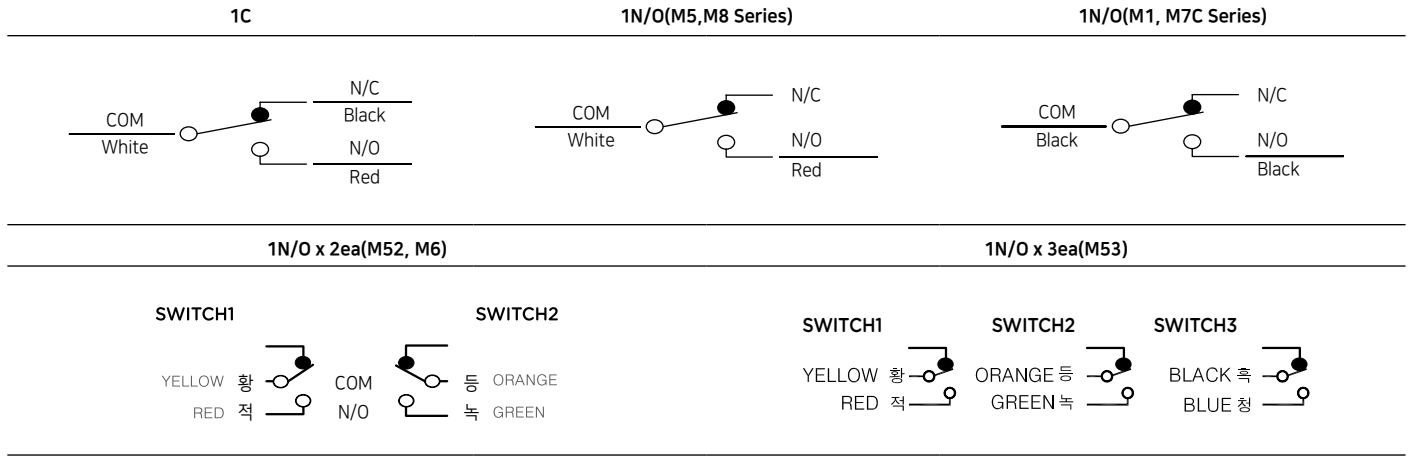 1C
1N/O(M5,M8 Series)
1N/O(M1, M7C Series)
COM
White
N/C
Black
N/O
Red
COM
White
N/C
N/O
Red
COM
Black
N/C
N/O
Black
1N/O x 2ea(M52, M6)
1N/O x 3ea(M53)
SWITCH1
SWITCH2
YELLOW 황 COM 등 ORANGE
RED 적 N/O 녹 GREEN
SWITCH1
SWITCH2
SWITCH3
YELLOW 황
ORANGE 등
BLACK 흑
RED 적
GREEN 녹
BLUE 청